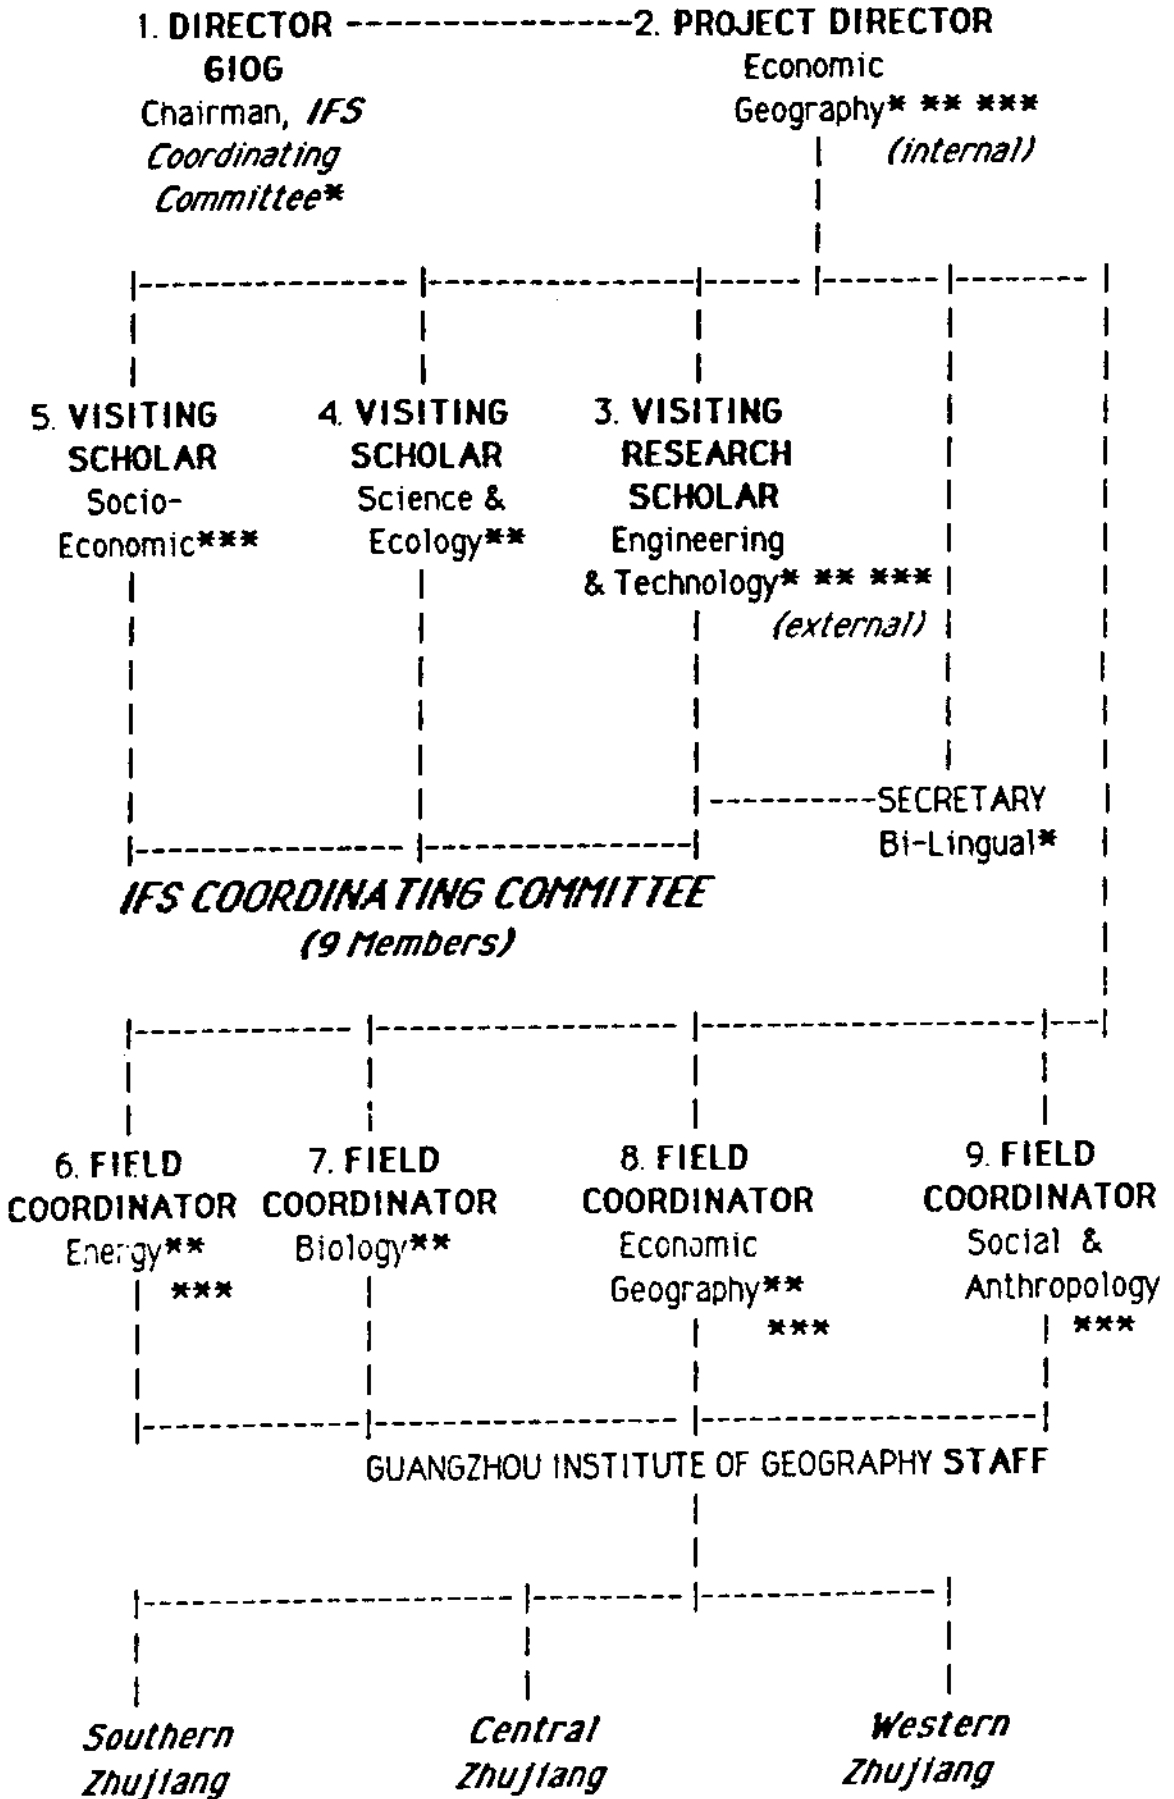 1. DIRECTOR ---------------2. PROJECT DIRECTOR
GIOG
Chairman, IFS
Coordinating
Committee*
Economic
Geography* ** ***
(internal)
5. VISITING
SCHOLAR
Socio-
Economic***
4. VISITING
SCHOLAR
Science &
Ecology**
3. VISITING
RESEARCH
SCHOLAR
Engineering
& Technology* ** ***
(external)
SECRETARY
Bi-Lingual*
IFS COORDINATING COMMITTEE
(9 Members)
6. FIELD
COORDINATOR
Energy**
***
7. FIELD
COORDINATOR
Biology**
8. FIELD
COORDINATOR
Economic
Geography**
***
9. FIELD
COORDINATOR
Social &
Anthropology
***
GUANGZHOU INSTITUTE OF GEOGRAPHY STAFF
Southern
Zhujiang
Central
Zhujiang
Western
Zhujiang